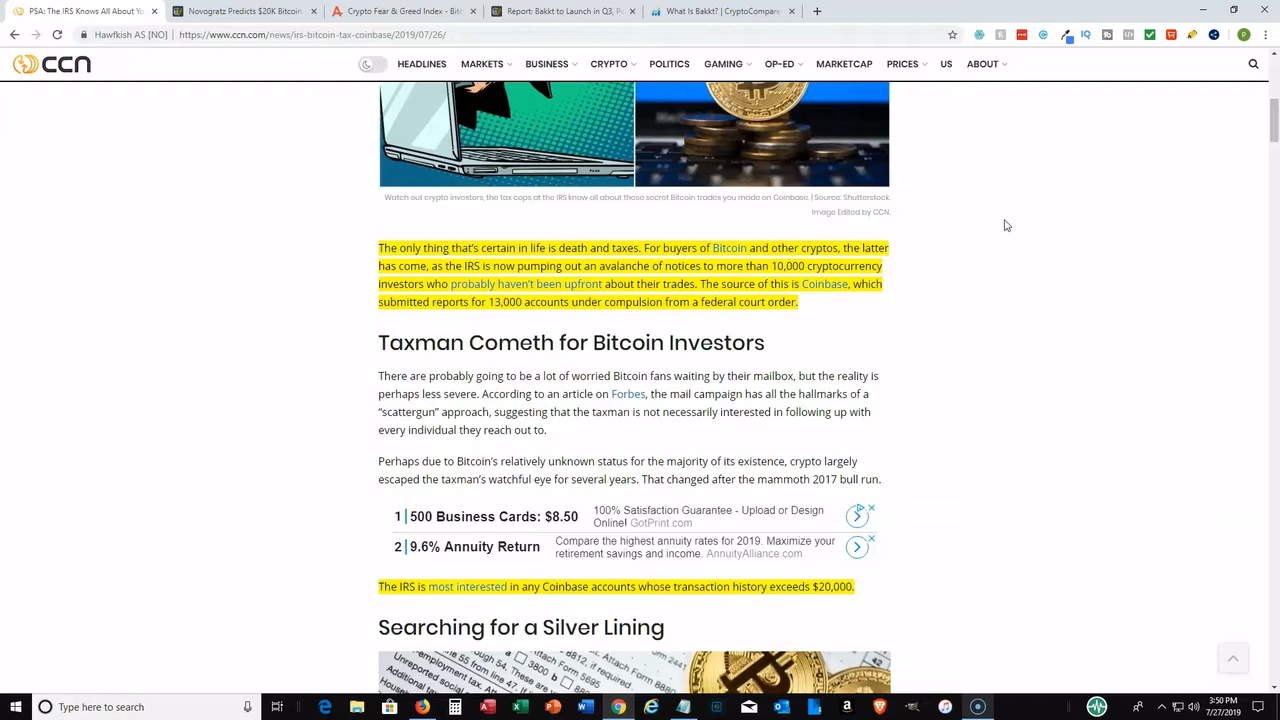 PSA: The IRS Knows All About You
Novogratz Predicts $20K Bitcoin
Crypto Fear & Greed Index - Bitc
Report: Bakkt to Launch in Q3, Pe
What Is Bakkt? | CryptoCompare
Hawfkish AS [NO] | https://www.ccn.com/news/irs-bitcoin-tax-coinbase/2019/07/26/
CCN HEADLINES MARKETS BUSINESS CRYPTO POLITICS GAMING OP-ED MARKETCAP PRICES US ABOUT
Watch out crypto investors, the tax caps at the IRS know all about those secret Bitcoin trades you made on Coinbase. | Source: Shutterstock.
Image Edited by CCN.
The only thing that's certain in life is death and taxes. For buyers of Bitcoin and other cryptos, the latter
has come, as the IRS is now pumping out an avalanche of notices to more than 10,000 cryptocurrency
investors who probably haven't been upfront about their trades. The source of this is Coinbase, which
submitted reports for 13,000 accounts under compulsion from a federal court order.
Taxman Cometh for Bitcoin Investors
There are probably going to be a lot of worried Bitcoin fans waiting by their mailbox, but the reality is
perhaps less severe. According to an article on Forbes, the mail campaign has all the hallmarks of a
“scattergun” approach, suggesting that the taxman is not necessarily interested in following up with
every individual they reach out to.
Perhaps due to Bitcoin's relatively unknown status for the majority of its existence, crypto largely
escaped the taxman's watchful eye for several years. That changed after the mammoth 2017 bull run.
1 500 Business Cards: $8.50 100% Satisfaction Guarantee - Upload or Design
Online! GotPrint.com
2 9.6% Annuity Return Compare the highest annuity rates for 2019. Maximize your
retirement savings and income. AnnuityAlliance.com
The IRS is most interested in any Coinbase accounts whose transaction history exceeds $20,000.
Searching for a Silver Lining
Type here to search
3:50 PM
7/27/2019